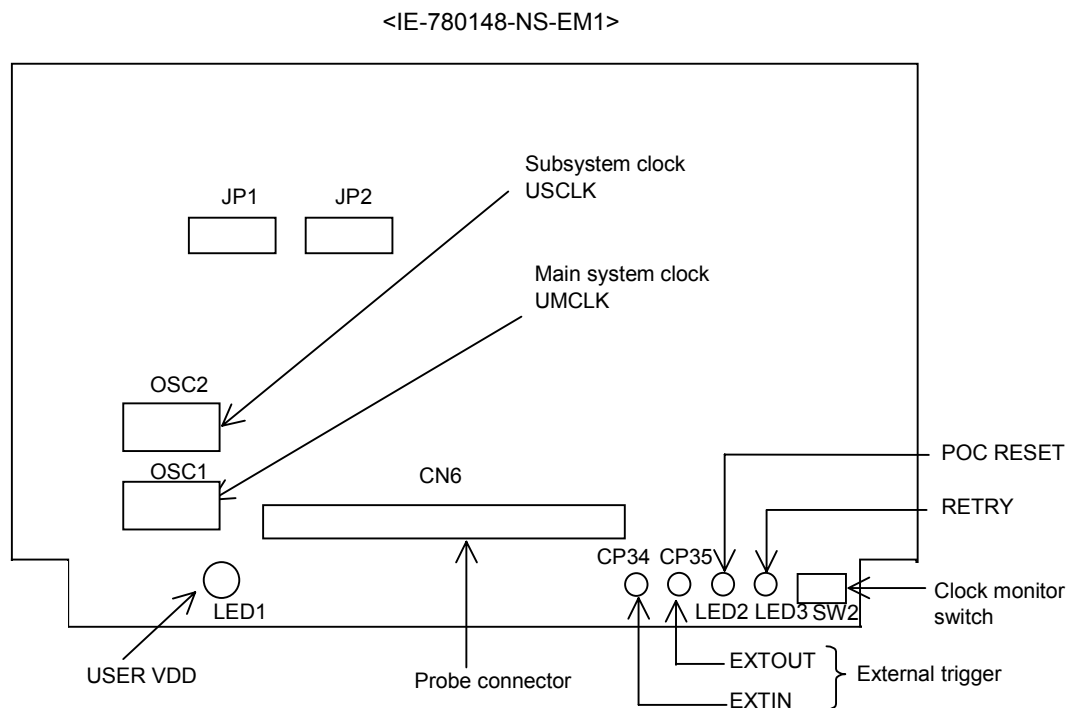 <IE-780148-NS-EM1>
Subsystem clock
USCLK
JP1
JP2
Main system clock
UMCLK
OSC2
OSC1
CN6
POC RESET
RETRY
CP34
CP35
LED1
LED2
LED3
SW2
Clock monitor
switch
USER VDD
Probe connector
EXTOUT
EXTIN
External trigger